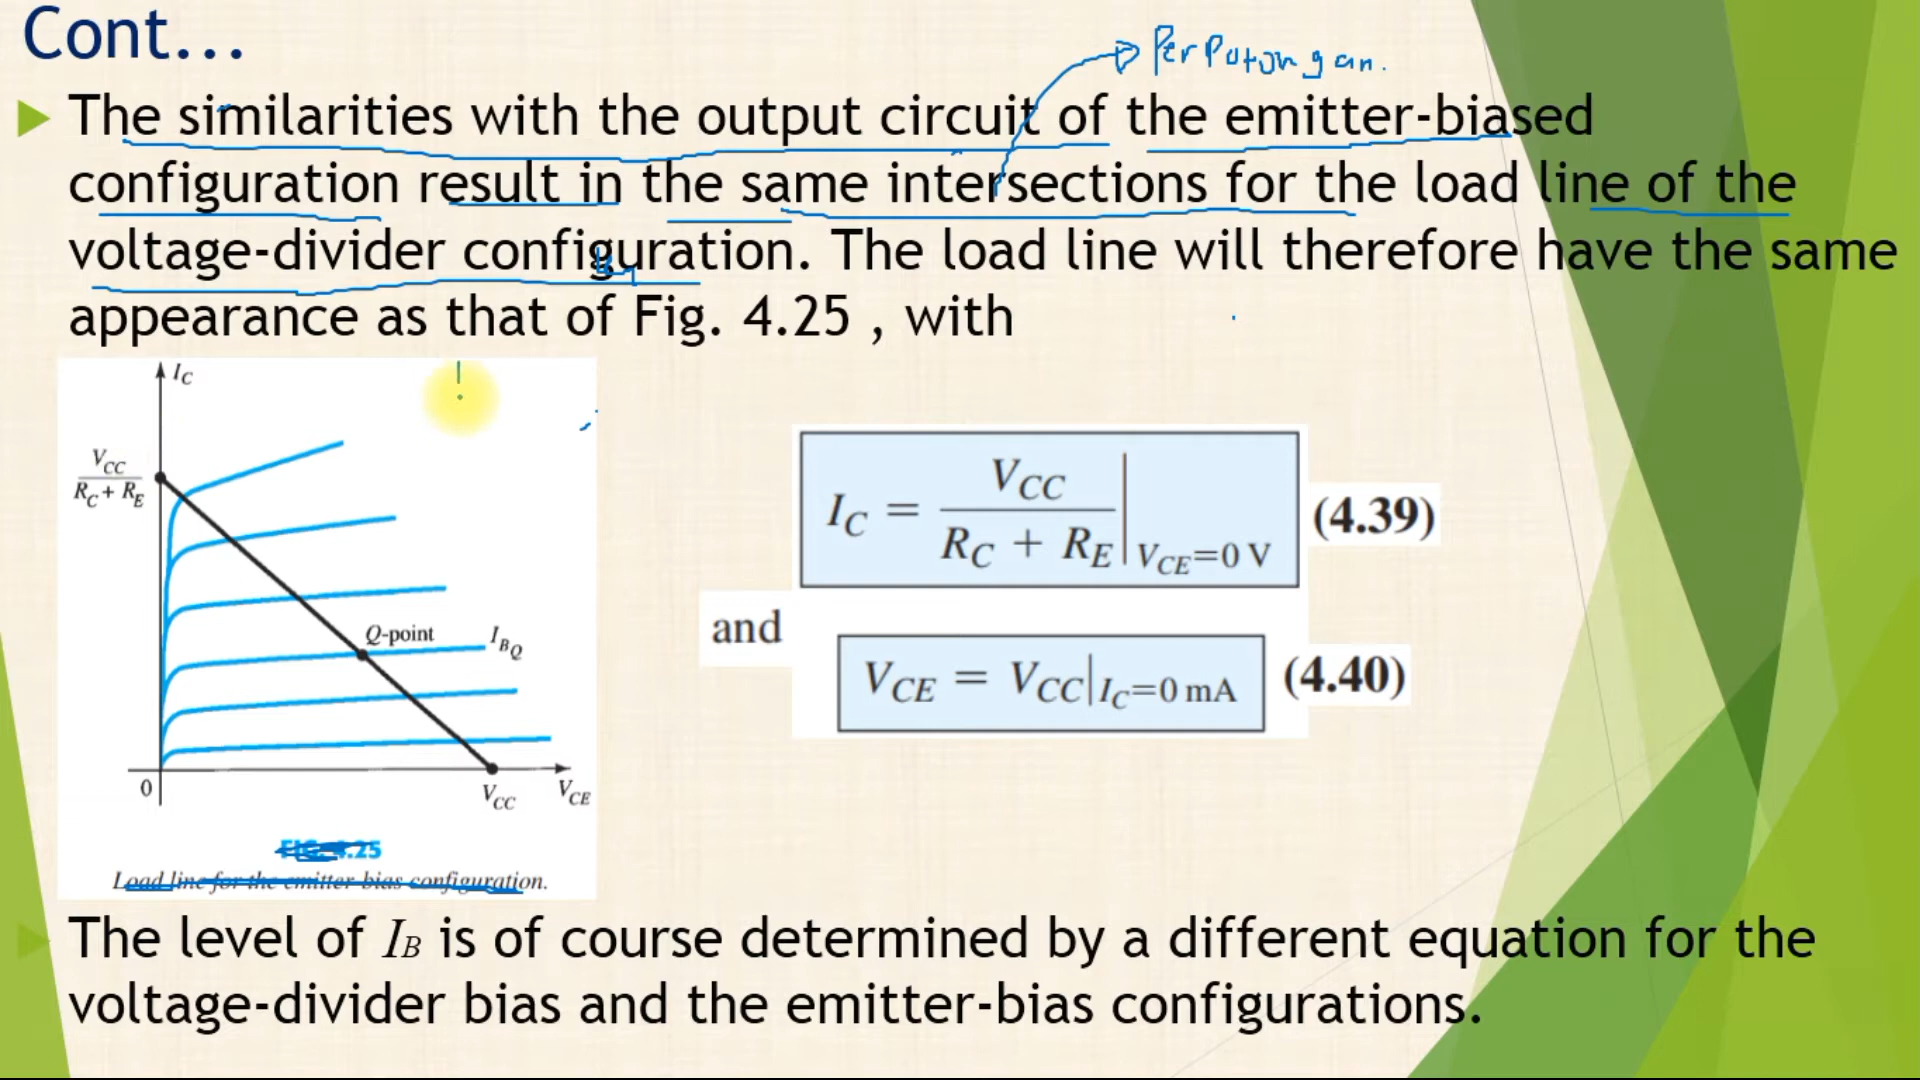 Cont...
Perpotongan.
The similarities with the output circuit of the emitter-biased
configuration result in the same intersections for the load line of the
voltage-divider configuration. The load line will therefore have the same
appearance as that of Fig. 4.25 , with
I_C
V_CC
R_C + R_E
Q-point
I_BQ
0
V_CC
V_CE
FIG. 4.25
Load line for the emitter-bias configuration.
I_C = V_CC / (R_C + R_E) |V_CE=0 V (4.39)
and
V_CE = V_CC|I_C=0 mA (4.40)
The level of I_B is of course determined by a different equation for the
voltage-divider bias and the emitter-bias configurations.